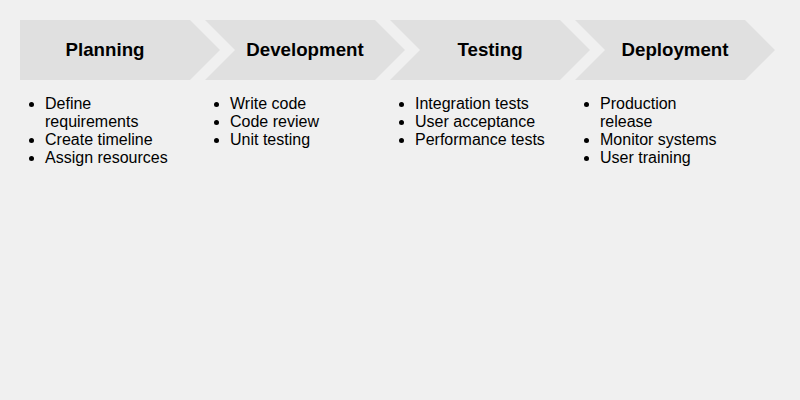 Planning
Development
Testing
Deployment
Define
requirements
Create timeline
Assign resources
Write code
Code review
Unit testing
Integration tests
User acceptance
Performance tests
Production
release
Monitor systems
User training